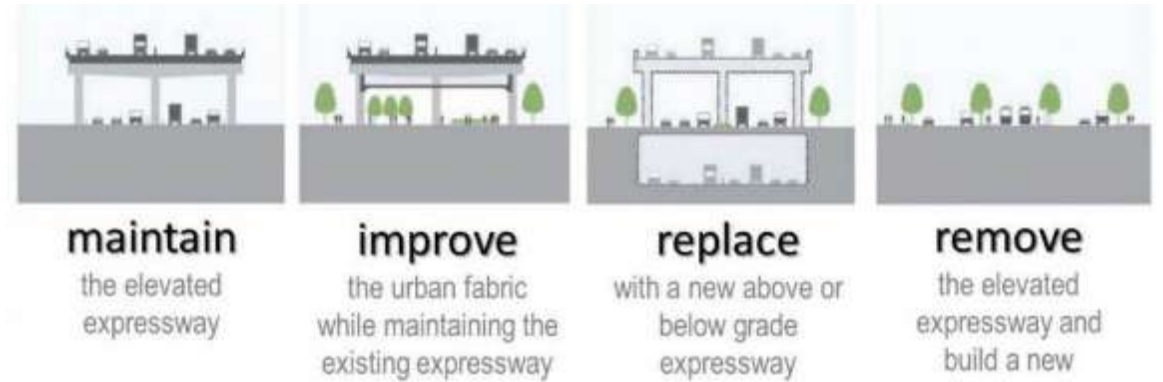 maintain
the elevated
expressway
improve
the urban fabric
while maintaining the
existing expressway
replace
with a new above or
below grade
expressway
remove
the elevated
expressway and
build a new